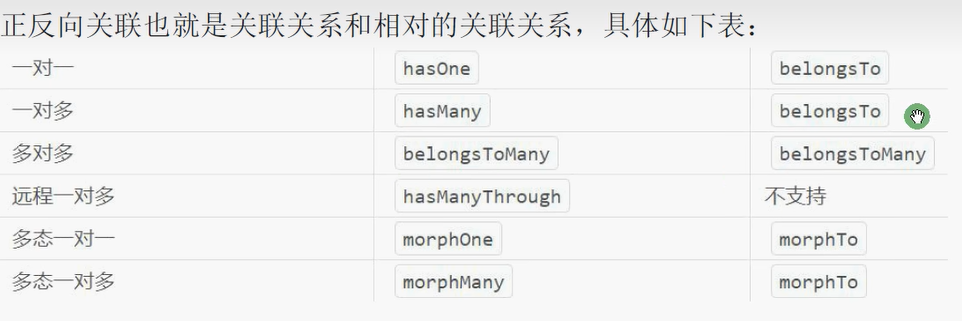 正反向关联也就是关联关系和相对的关联关系，具体如下表：
一对一 hasOne belongsTo
一对多 hasMany belongsTo
多对多 belongsToMany belongsToMany
远程一对多 hasManyThrough 不支持
多态一对一 morphOne morphTo
多态一对多 morphMany morphTo